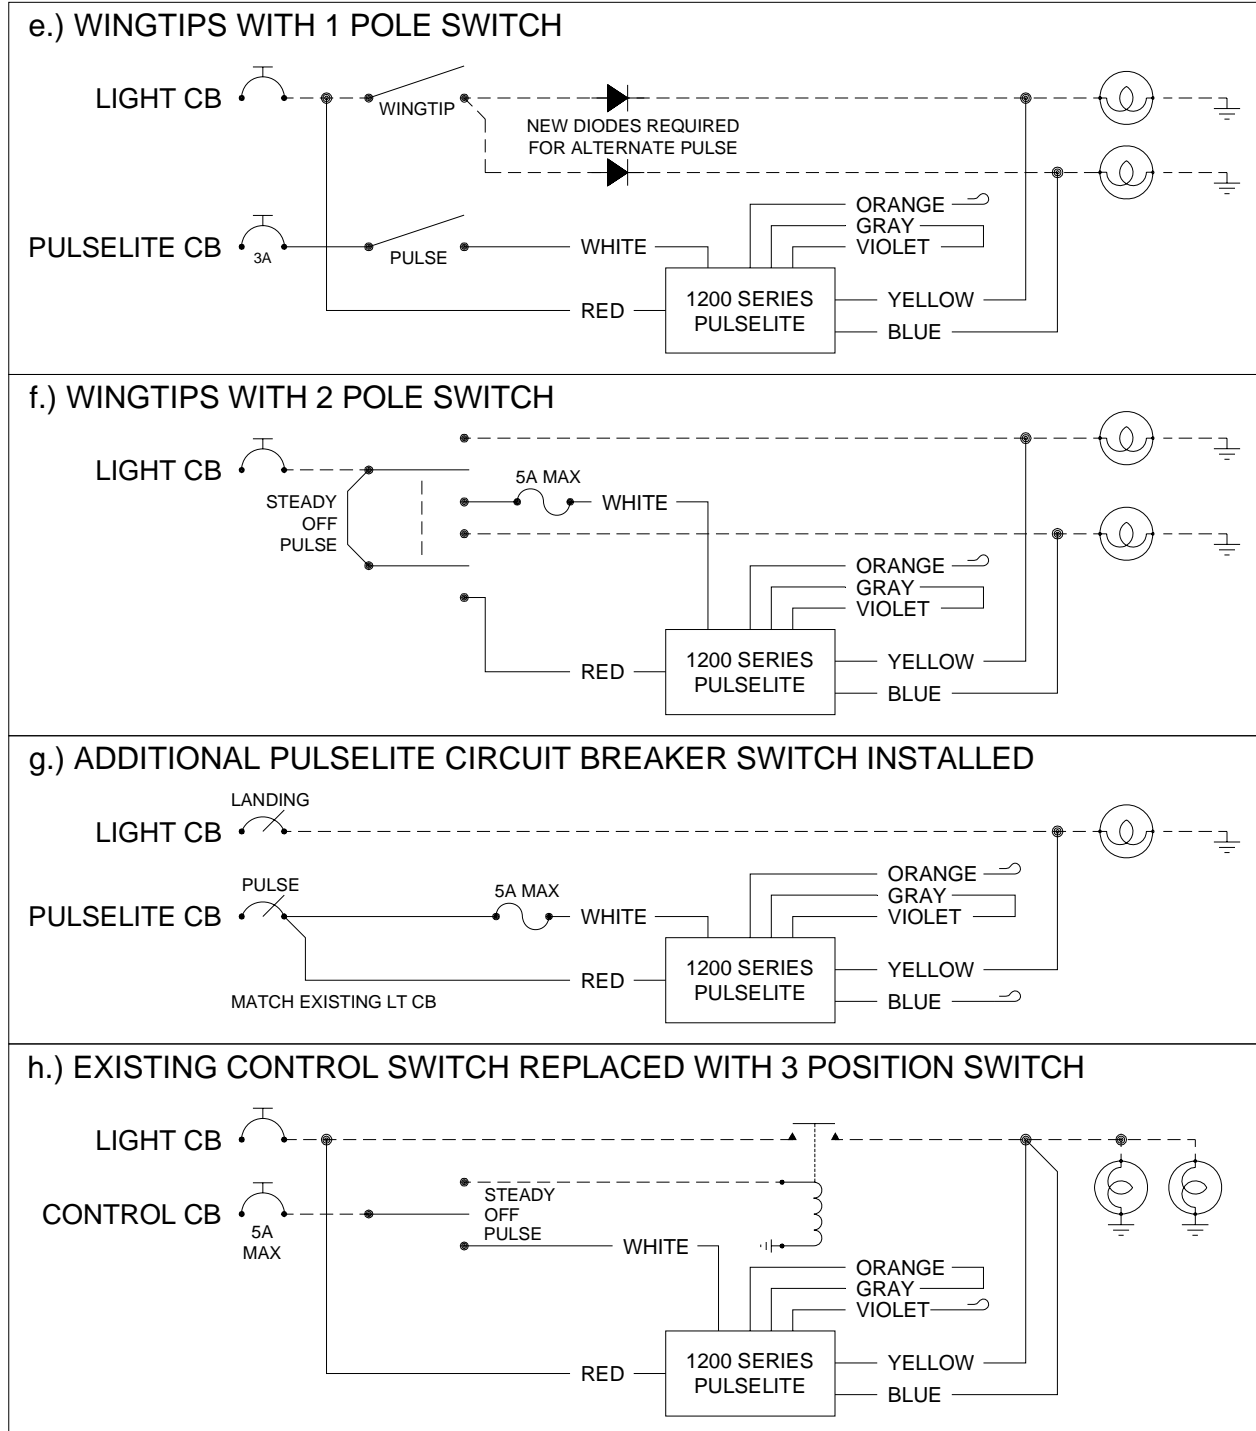 e.) WINGTIPS WITH 1 POLE SWITCH
LIGHT CB
WINGTIP
NEW DIODES REQUIRED
FOR ALTERNATE PULSE
PULSELITE CB
3A
PULSE
WHITE
ORANGE
GRAY
VIOLET
RED
1200 SERIES
PULSELITE
YELLOW
BLUE
f.) WINGTIPS WITH 2 POLE SWITCH
LIGHT CB
STEADY
OFF
PULSE
5A MAX
WHITE
ORANGE
GRAY
VIOLET
RED
1200 SERIES
PULSELITE
YELLOW
BLUE
g.) ADDITIONAL PULSELITE CIRCUIT BREAKER SWITCH INSTALLED
LANDING
LIGHT CB
PULSE
PULSELITE CB
5A MAX
WHITE
ORANGE
GRAY
VIOLET
RED
MATCH EXISTING LT CB
1200 SERIES
PULSELITE
YELLOW
BLUE
h.) EXISTING CONTROL SWITCH REPLACED WITH 3 POSITION SWITCH
LIGHT CB
CONTROL CB
5A
MAX
STEADY
OFF
PULSE
WHITE
ORANGE
GRAY
VIOLET
RED
1200 SERIES
PULSELITE
YELLOW
BLUE